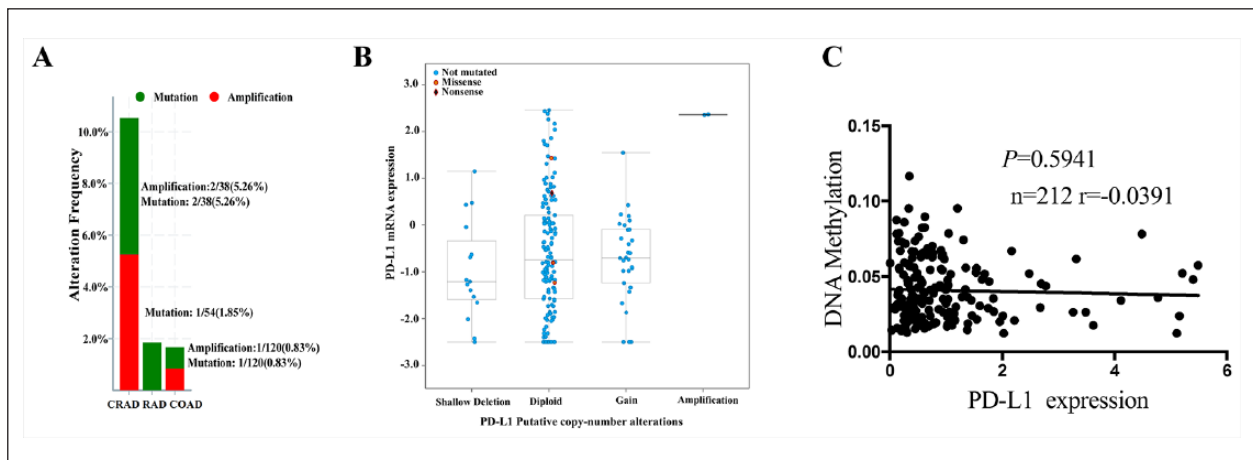 A
Mutation
Amplification
Alteration Frequency
10.0%
8.0%
6.0%
4.0%
2.0%
Amplification:2/38(5.26%)
Mutation: 2/38(5.26%)
Mutation: 1/54(1.85%)
Amplification:1/120(0.83%)
Mutation: 1/120(0.83%)
CRAD RAD COAD
B
Not mutated
Missense
Nonsense
PD-L1 mRNA expression
3.0
2.0
1.0
0
-1.0
-2.0
-3.0
Shallow Deletion Diploid Gain Amplification
PD-L1 Putative copy-number alterations
C
DNA Methylation
0.15
0.10
0.05
0.00
P=0.5941
n=212 r=-0.0391
0 2 4 6
PD-L1 expression